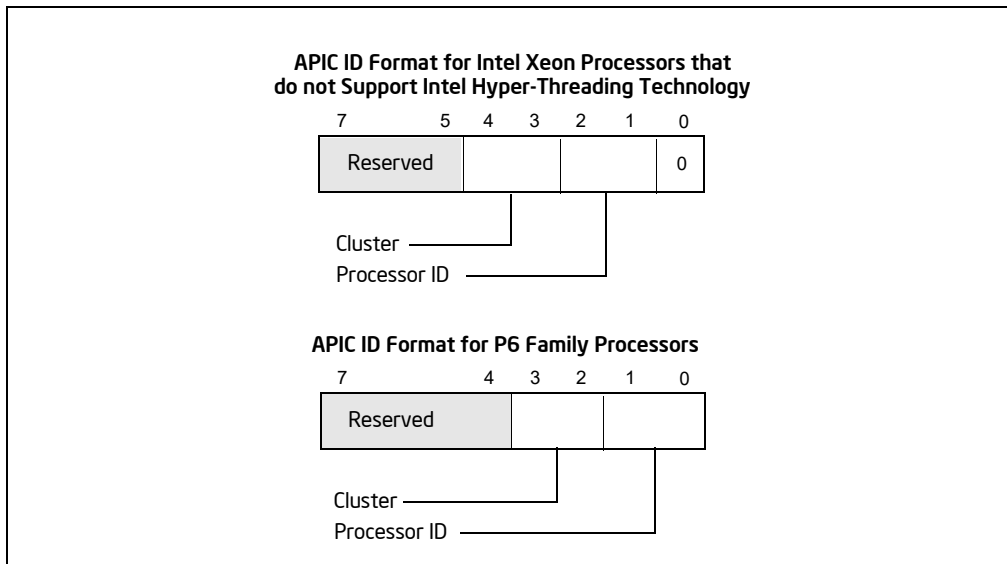 APIC ID Format for Intel Xeon Processors that
do not Support Intel Hyper-Threading Technology
7 5 4 3 2 1 0
Reserved 0
Cluster
Processor ID
APIC ID Format for P6 Family Processors
7 4 3 2 1 0
Reserved
Cluster
Processor ID